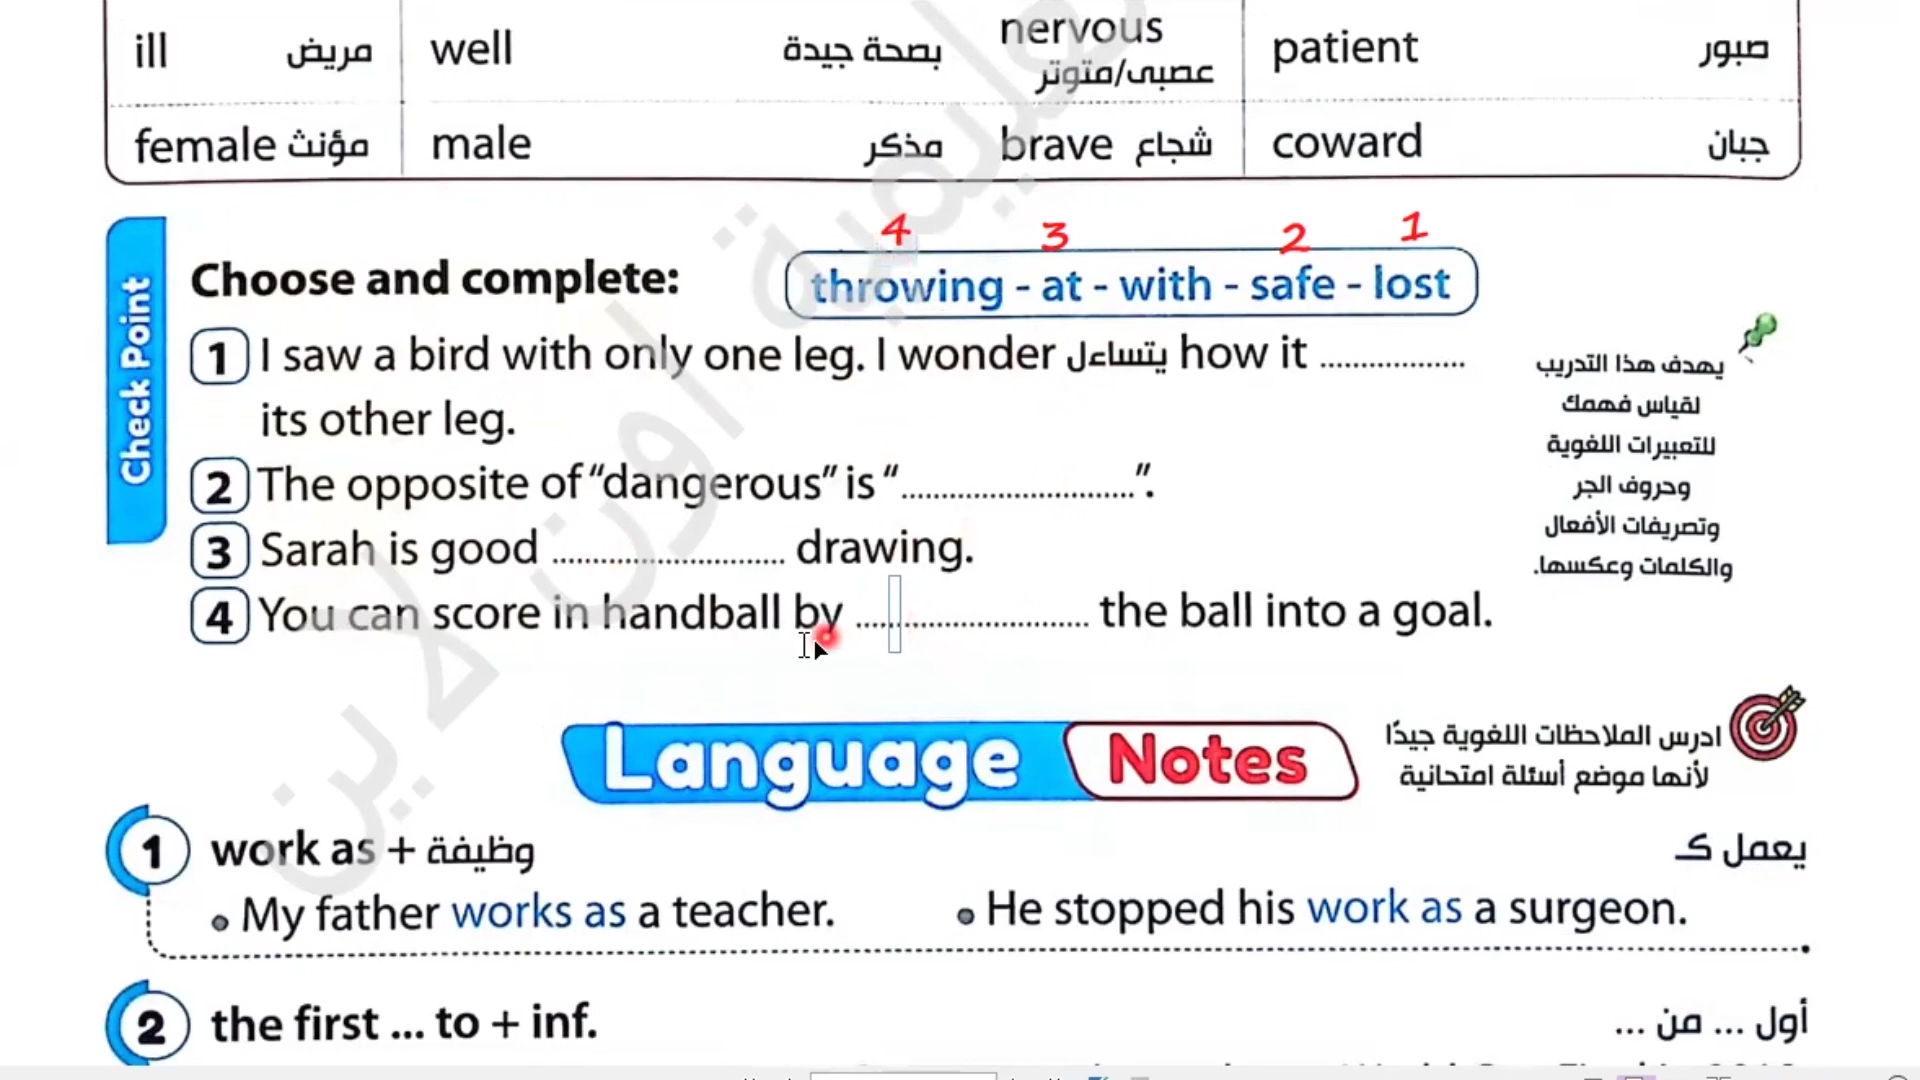 ill مريض well بصحة جيدة nervous عصبى/متوتر patient صبور
female مؤنث male مذكر brave شجاع coward جبان
4 3 2 1
Check Point
Choose and complete: throwing - at - with - safe - lost
1 I saw a bird with only one leg. I wonder يتساءل how it ..................
its other leg.
2 The opposite of “dangerous” is “.............................”.
3 Sarah is good ............................. drawing.
4 You can score in handball by ............................. the ball into a goal.
يهدف هذا التدريب
لقياس فهمك
للتعبيرات اللغوية
وحروف الجر
وتصريفات الأفعال
والكلمات وعكسها.
Language Notes
ادرس الملاحظات اللغوية جيدًا
لأنها موضع أسئلة امتحانية
1 work as + وظيفة يعمل كـ
• My father works as a teacher. • He stopped his work as a surgeon.
2 the first ... to + inf. أول ... من ...